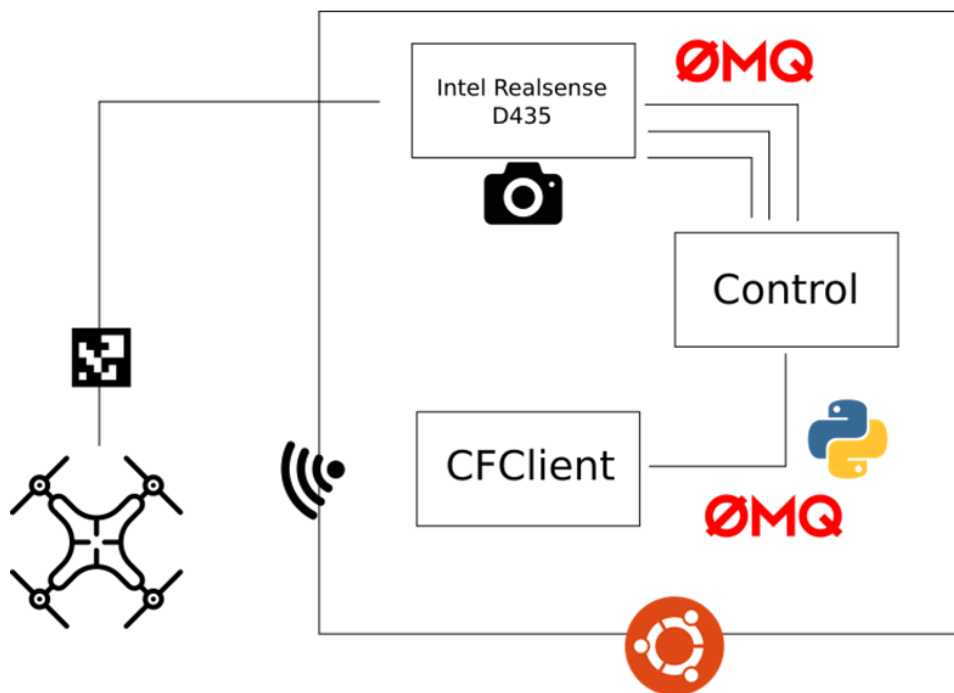 Intel Realsense
D435
ØMQ
Control
CFClient
ØMQ